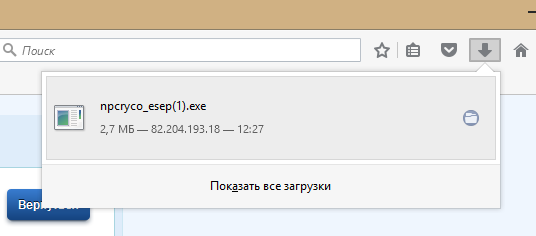 Поиск
npcryco_esep(1).exe
2,7 МБ — 82.204.193.18 — 12:27
Показать все загрузки